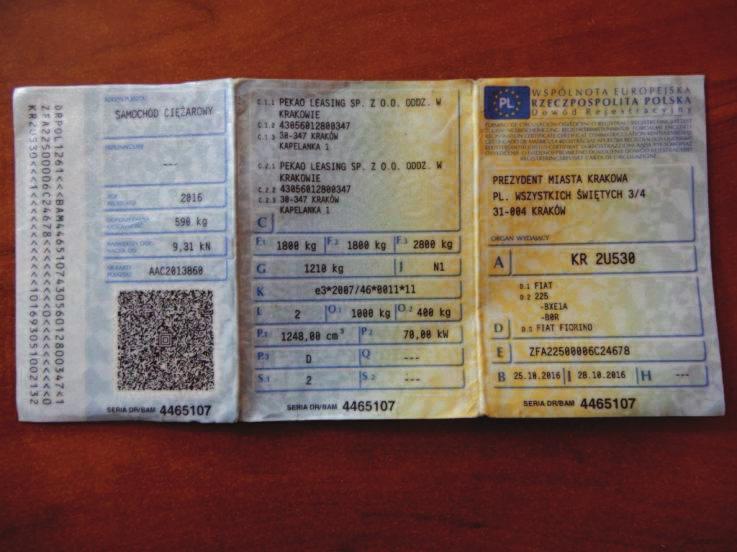 DRPOL1261<<<BAM44651074305601280034​7<1
KR2U530<<<1<<<<<<<<<<<1016935051002132
SAMOCHÓD CIĘŻAROWY
---
2016
590 kg
9,31 kN
AAC2013860
SERIA DR/BAM 4465107
C.1.1 PEKAO LEASING SP. Z O.O. ODDZ. W
KRAKOWIE
C.1.2 43056012800347
C.1.3 30-347 KRAKÓW
KAPELANKA 1
C.2.1 PEKAO LEASING SP. Z O.O. ODDZ. W
KRAKOWIE
C.2.2 43056012800347
C.2.3 30-347 KRAKÓW
KAPELANKA 1
C
F.1 1800 kg F.2 1800 kg F.3 2800 kg
G 1210 kg J N1
K e3*2007/46*0011*11
L 2 O.1 1000 kg O.2 400 kg
P.1 1248,00 cm³ P.2 70,00 kW
P.3 D Q ---
S.1 2 S.2 ---
SERIA DR/BAM 4465107
PL
WSPÓLNOTA EUROPEJSKA
RZECZPOSPOLITA POLSKA
Dowód Rejestracyjny
PREZYDENT MIASTA KRAKOWA
PL. WSZYSTKICH ŚWIĘTYCH 3/4
31-004 KRAKÓW
ORGAN WYDAJĄCY
A KR 2U530
D.1 FIAT
D.2 225
-BXE1A
-B0R
D D.3 FIAT FIORINO
E ZFA22500006C24678
B 25.10.2016 I 28.10.2016 H ---
SERIA DR/BAM 4465107